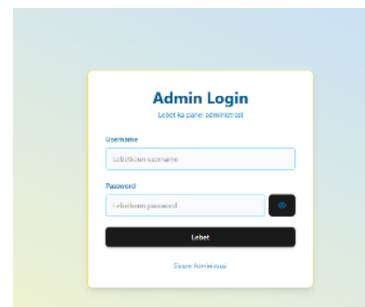 Admin Login
Lebet ka panel administrasi
Username
Lebetkeun username
Password
Lebetkeun password
Lebet
Sistem Administrasi